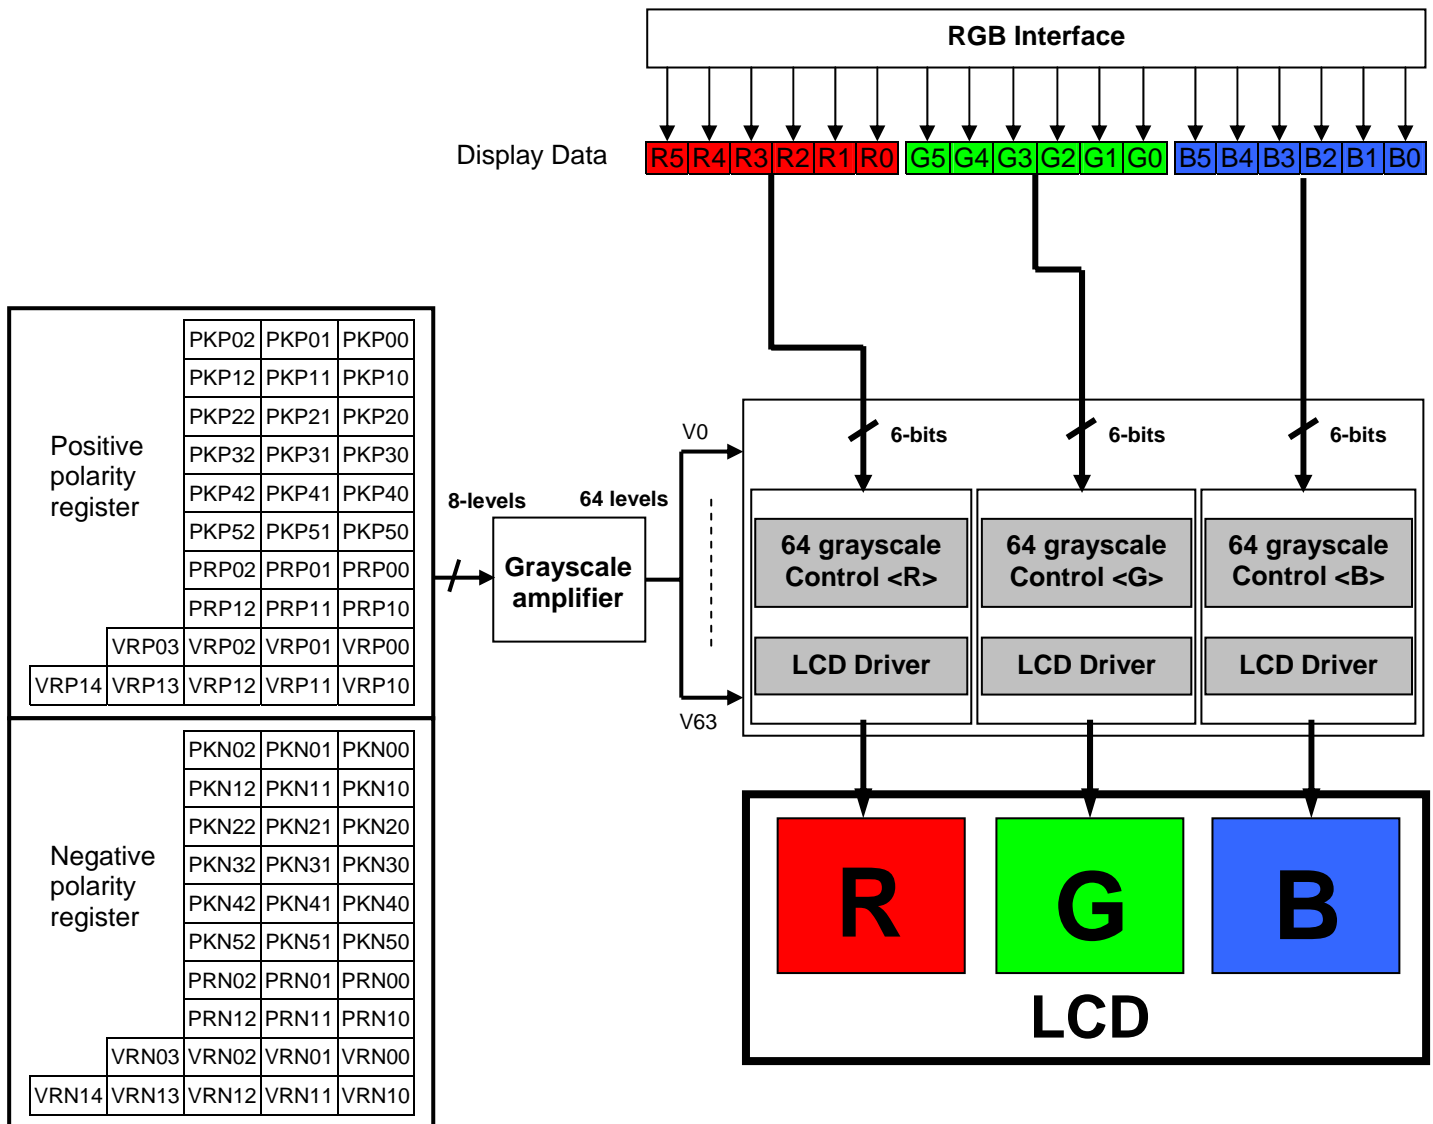 RGB Interface
Display Data
R5 R4 R3 R2 R1 R0 G5 G4 G3 G2 G1 G0 B5 B4 B3 B2 B1 B0
Positive
polarity
register
PKP02 PKP01 PKP00
PKP12 PKP11 PKP10
PKP22 PKP21 PKP20
PKP32 PKP31 PKP30
PKP42 PKP41 PKP40
PKP52 PKP51 PKP50
PRP02 PRP01 PRP00
PRP12 PRP11 PRP10
VRP03 VRP02 VRP01 VRP00
VRP14 VRP13 VRP12 VRP11 VRP10
Negative
polarity
register
PKN02 PKN01 PKN00
PKN12 PKN11 PKN10
PKN22 PKN21 PKN20
PKN32 PKN31 PKN30
PKN42 PKN41 PKN40
PKN52 PKN51 PKN50
PRN02 PRN01 PRN00
PRN12 PRN11 PRN10
VRN03 VRN02 VRN01 VRN00
VRN14 VRN13 VRN12 VRN11 VRN10
8-levels
Grayscale
amplifier
64 levels
V0
V63
6-bits 6-bits 6-bits
64 grayscale
Control <R>
LCD Driver
64 grayscale
Control <G>
LCD Driver
64 grayscale
Control <B>
LCD Driver
R G B
LCD